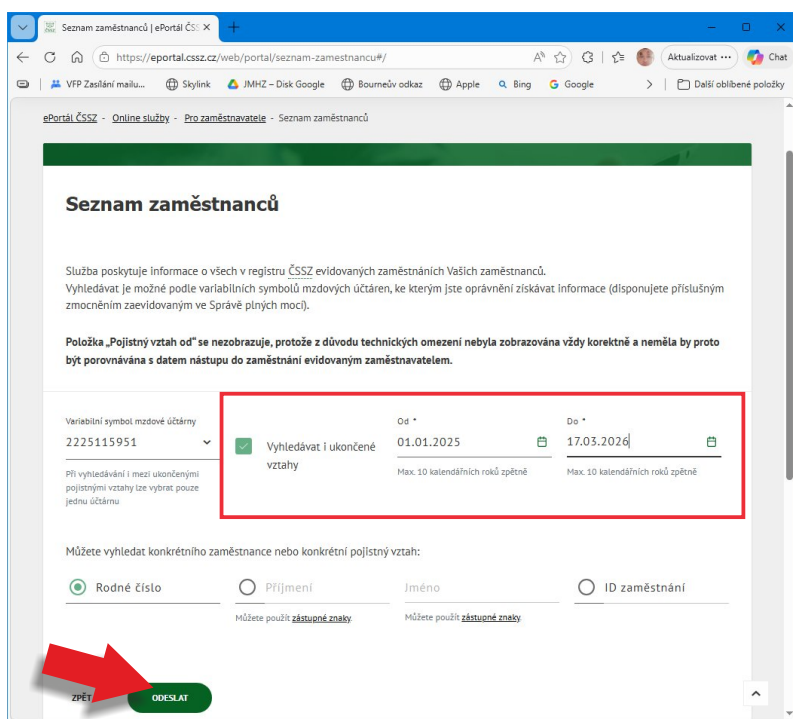 Seznam zaměstnanců | ePortál ČSS
https://eportal.cssz.cz/web/portal/seznam-zamestnancu#/
Aktualizovat
Chat
VFP Zasílání mailu...
Skylink
JMHZ – Disk Google
Bourneův odkaz
Apple
Bing
Google
Další oblíbené položky
ePortál ČSSZ - Online služby - Pro zaměstnavatele - Seznam zaměstnanců
Seznam zaměstnanců
Služba poskytuje informace o všech v registru ČSSZ evidovaných zaměstnáních Vašich zaměstnanců.
Vyhledávat je možné podle variabilních symbolů mzdových účtáren, ke kterým jste oprávnění získávat informace (disponujete příslušným
zmocněním zaevidovaným ve Správě plných mocí).
Položka „Pojistný vztah od" se nezobrazuje, protože z důvodu technických omezení nebyla zobrazována vždy korektně a neměla by proto
být porovnávána s datem nástupu do zaměstnání evidovaným zaměstnavatelem.
Variabilní symbol mzdové účtárny
2225115951
Při vyhledávání i mezi ukončenými
pojistnými vztahy lze vybrat pouze
jednu účtárnu
Vyhledávat i ukončené
vztahy
Od *
01.01.2025
Max. 10 kalendářních roků zpětně
Do *
17.03.2026
Max. 10 kalendářních roků zpětně
Můžete vyhledat konkrétního zaměstnance nebo konkrétní pojistný vztah:
Rodné číslo
Příjmení
Můžete použít zástupné znaky.
Jméno
Můžete použít zástupné znaky.
ID zaměstnání
ZPĚT
ODESLAT